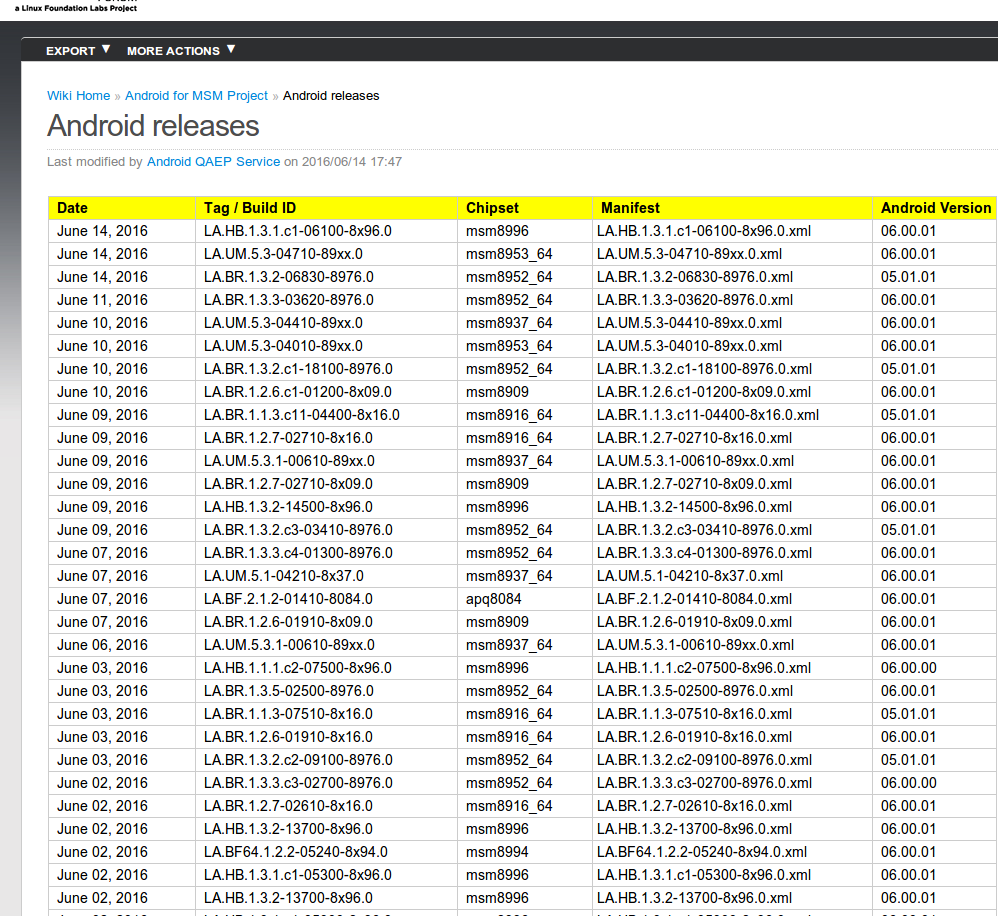 a Linux Foundation Labs Project
EXPORT ▼ MORE ACTIONS ▼
Wiki Home » Android for MSM Project » Android releases
Android releases
Last modified by Android QAEP Service on 2016/06/14 17:47
Date Tag / Build ID Chipset Manifest Android Version
June 14, 2016 LA.HB.1.3.1.c1-06100-8x96.0 msm8996 LA.HB.1.3.1.c1-06100-8x96.0.xml 06.00.01
June 14, 2016 LA.UM.5.3-04710-89xx.0 msm8953_64 LA.UM.5.3-04710-89xx.0.xml 06.00.01
June 14, 2016 LA.BR.1.3.2-06830-8976.0 msm8952_64 LA.BR.1.3.2-06830-8976.0.xml 05.01.01
June 11, 2016 LA.BR.1.3.3-03620-8976.0 msm8952_64 LA.BR.1.3.3-03620-8976.0.xml 06.00.01
June 10, 2016 LA.UM.5.3-04410-89xx.0 msm8937_64 LA.UM.5.3-04410-89xx.0.xml 06.00.01
June 10, 2016 LA.UM.5.3-04010-89xx.0 msm8953_64 LA.UM.5.3-04010-89xx.0.xml 06.00.01
June 10, 2016 LA.BR.1.3.2.c1-18100-8976.0 msm8952_64 LA.BR.1.3.2.c1-18100-8976.0.xml 05.01.01
June 10, 2016 LA.BR.1.2.6.c1-01200-8x09.0 msm8909 LA.BR.1.2.6.c1-01200-8x09.0.xml 06.00.01
June 09, 2016 LA.BR.1.1.3.c11-04400-8x16.0 msm8916_64 LA.BR.1.1.3.c11-04400-8x16.0.xml 05.01.01
June 09, 2016 LA.BR.1.2.7-02710-8x16.0 msm8916_64 LA.BR.1.2.7-02710-8x16.0.xml 06.00.01
June 09, 2016 LA.UM.5.3.1-00610-89xx.0 msm8937_64 LA.UM.5.3.1-00610-89xx.0.xml 06.00.01
June 09, 2016 LA.BR.1.2.7-02710-8x09.0 msm8909 LA.BR.1.2.7-02710-8x09.0.xml 06.00.01
June 09, 2016 LA.HB.1.3.2-14500-8x96.0 msm8996 LA.HB.1.3.2-14500-8x96.0.xml 06.00.01
June 09, 2016 LA.BR.1.3.2.c3-03410-8976.0 msm8952_64 LA.BR.1.3.2.c3-03410-8976.0.xml 05.01.01
June 07, 2016 LA.BR.1.3.3.c4-01300-8976.0 msm8952_64 LA.BR.1.3.3.c4-01300-8976.0.xml 06.00.01
June 07, 2016 LA.UM.5.1-04210-8x37.0 msm8937_64 LA.UM.5.1-04210-8x37.0.xml 06.00.01
June 07, 2016 LA.BF.2.1.2-01410-8084.0 apq8084 LA.BF.2.1.2-01410-8084.0.xml 06.00.01
June 07, 2016 LA.BR.1.2.6-01910-8x09.0 msm8909 LA.BR.1.2.6-01910-8x09.0.xml 06.00.01
June 06, 2016 LA.UM.5.3.1-00610-89xx.0 msm8937_64 LA.UM.5.3.1-00610-89xx.0.xml 06.00.01
June 03, 2016 LA.HB.1.1.1.c2-07500-8x96.0 msm8996 LA.HB.1.1.1.c2-07500-8x96.0.xml 06.00.00
June 03, 2016 LA.BR.1.3.5-02500-8976.0 msm8952_64 LA.BR.1.3.5-02500-8976.0.xml 06.00.01
June 03, 2016 LA.BR.1.1.3-07510-8x16.0 msm8916_64 LA.BR.1.1.3-07510-8x16.0.xml 05.01.01
June 03, 2016 LA.BR.1.2.6-01910-8x16.0 msm8916_64 LA.BR.1.2.6-01910-8x16.0.xml 06.00.01
June 03, 2016 LA.BR.1.3.2.c2-09100-8976.0 msm8952_64 LA.BR.1.3.2.c2-09100-8976.0.xml 05.01.01
June 02, 2016 LA.BR.1.3.3.c3-02700-8976.0 msm8952_64 LA.BR.1.3.3.c3-02700-8976.0.xml 06.00.00
June 02, 2016 LA.BR.1.2.7-02610-8x16.0 msm8916_64 LA.BR.1.2.7-02610-8x16.0.xml 06.00.01
June 02, 2016 LA.HB.1.3.2-13700-8x96.0 msm8996 LA.HB.1.3.2-13700-8x96.0.xml 06.00.01
June 02, 2016 LA.BF64.1.2.2-05240-8x94.0 msm8994 LA.BF64.1.2.2-05240-8x94.0.xml 06.00.01
June 02, 2016 LA.HB.1.3.1.c1-05300-8x96.0 msm8996 LA.HB.1.3.1.c1-05300-8x96.0.xml 06.00.01
June 02, 2016 LA.HB.1.3.2-13700-8x96.0 msm8996 LA.HB.1.3.2-13700-8x96.0.xml 06.00.01